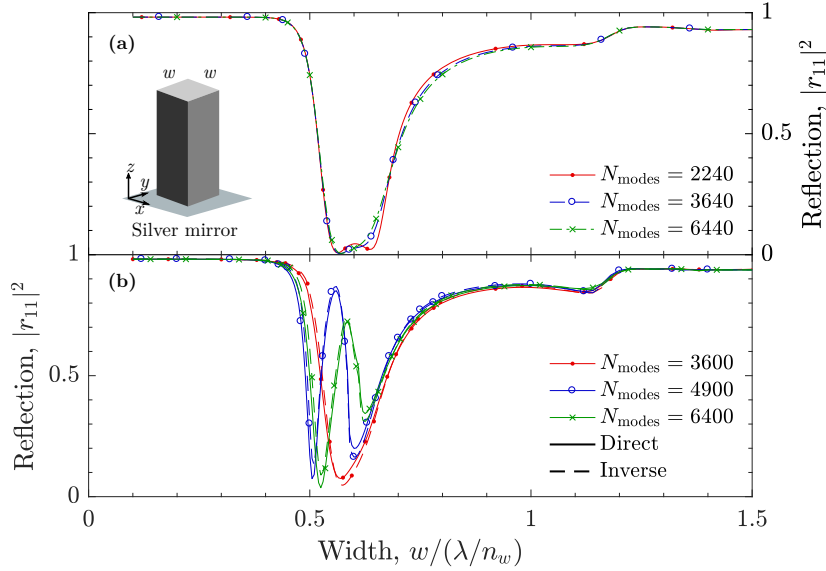 (a)
w w
z
y
x
Silver mirror
N_modes = 2240
N_modes = 3640
N_modes = 6440
1
0.5
0
Reflection, |r_11|^2
(b)
1
0.5
0
Reflection, |r_11|^2
N_modes = 3600
N_modes = 4900
N_modes = 6400
Direct
Inverse
0 0.5 1 1.5
Width, w/(λ/n_w)